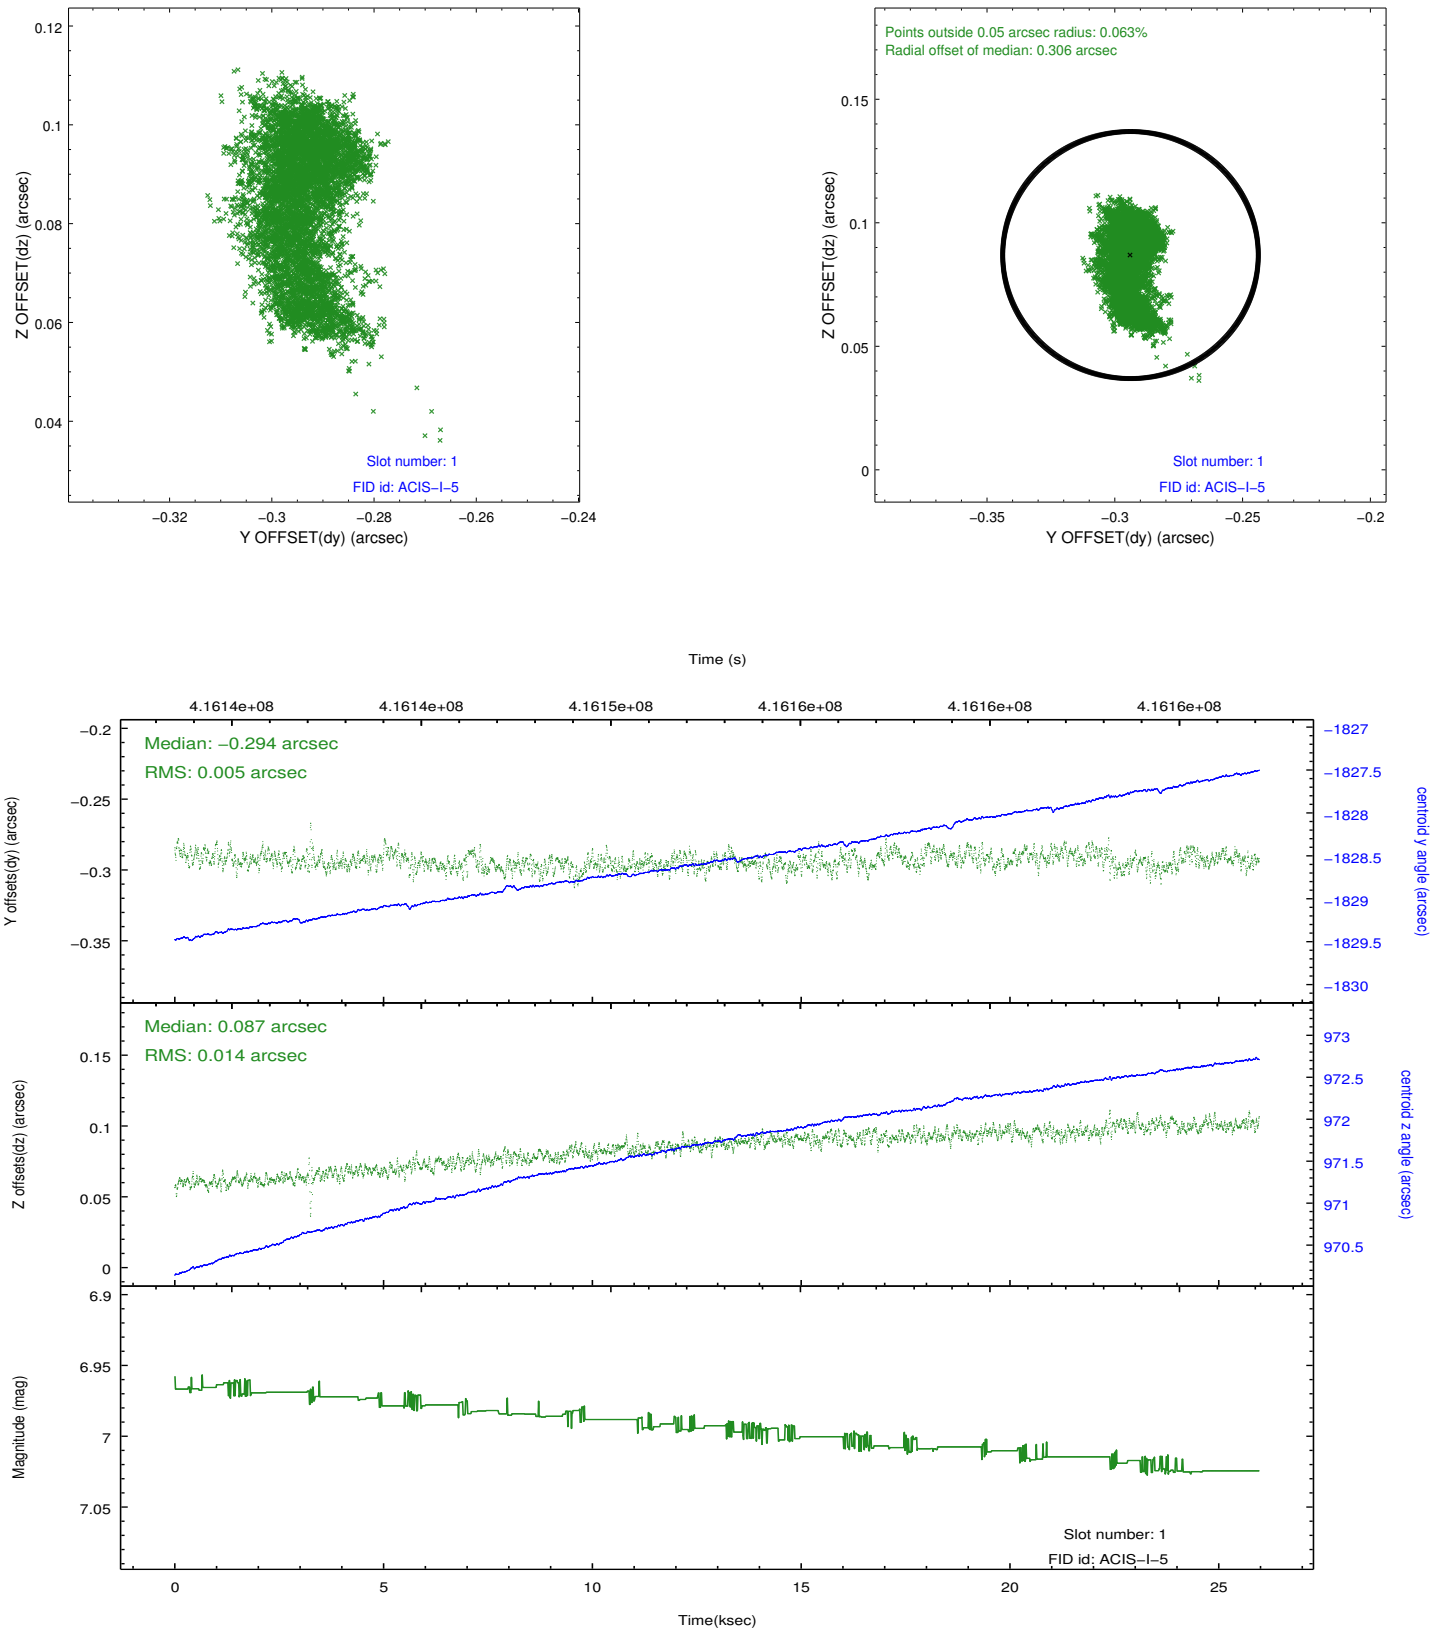 0.12
0.1
0.08
0.06
0.04
Z OFFSET(dz) (arcsec)
Slot number: 1
FID id: ACIS−I−5
−0.32 −0.3 −0.28 −0.26 −0.24
Y OFFSET(dy) (arcsec)
Points outside 0.05 arcsec radius: 0.063%
Radial offset of median: 0.306 arcsec
0.15
0.1
0.05
0
Z OFFSET(dz) (arcsec)
Slot number: 1
FID id: ACIS−I−5
−0.35 −0.3 −0.25 −0.2
Y OFFSET(dy) (arcsec)
Time (s)
4.1614e+08 4.1614e+08 4.1615e+08 4.1616e+08 4.1616e+08 4.1616e+08
Median: −0.294 arcsec
RMS: 0.005 arcsec
−0.2
−0.25
−0.3
−0.35
Y offsets(dy) (arcsec)
−1827
−1827.5
−1828
−1828.5
−1829
−1829.5
−1830
centroid y angle (arcsec)
Median: 0.087 arcsec
RMS: 0.014 arcsec
0.15
0.1
0.05
0
Z offsets(dz) (arcsec)
973
972.5
972
971.5
971
970.5
centroid z angle (arcsec)
6.9
6.95
7
7.05
Magnitude (mag)
Slot number: 1
FID id: ACIS−I−5
0 5 10 15 20 25
Time(ksec)